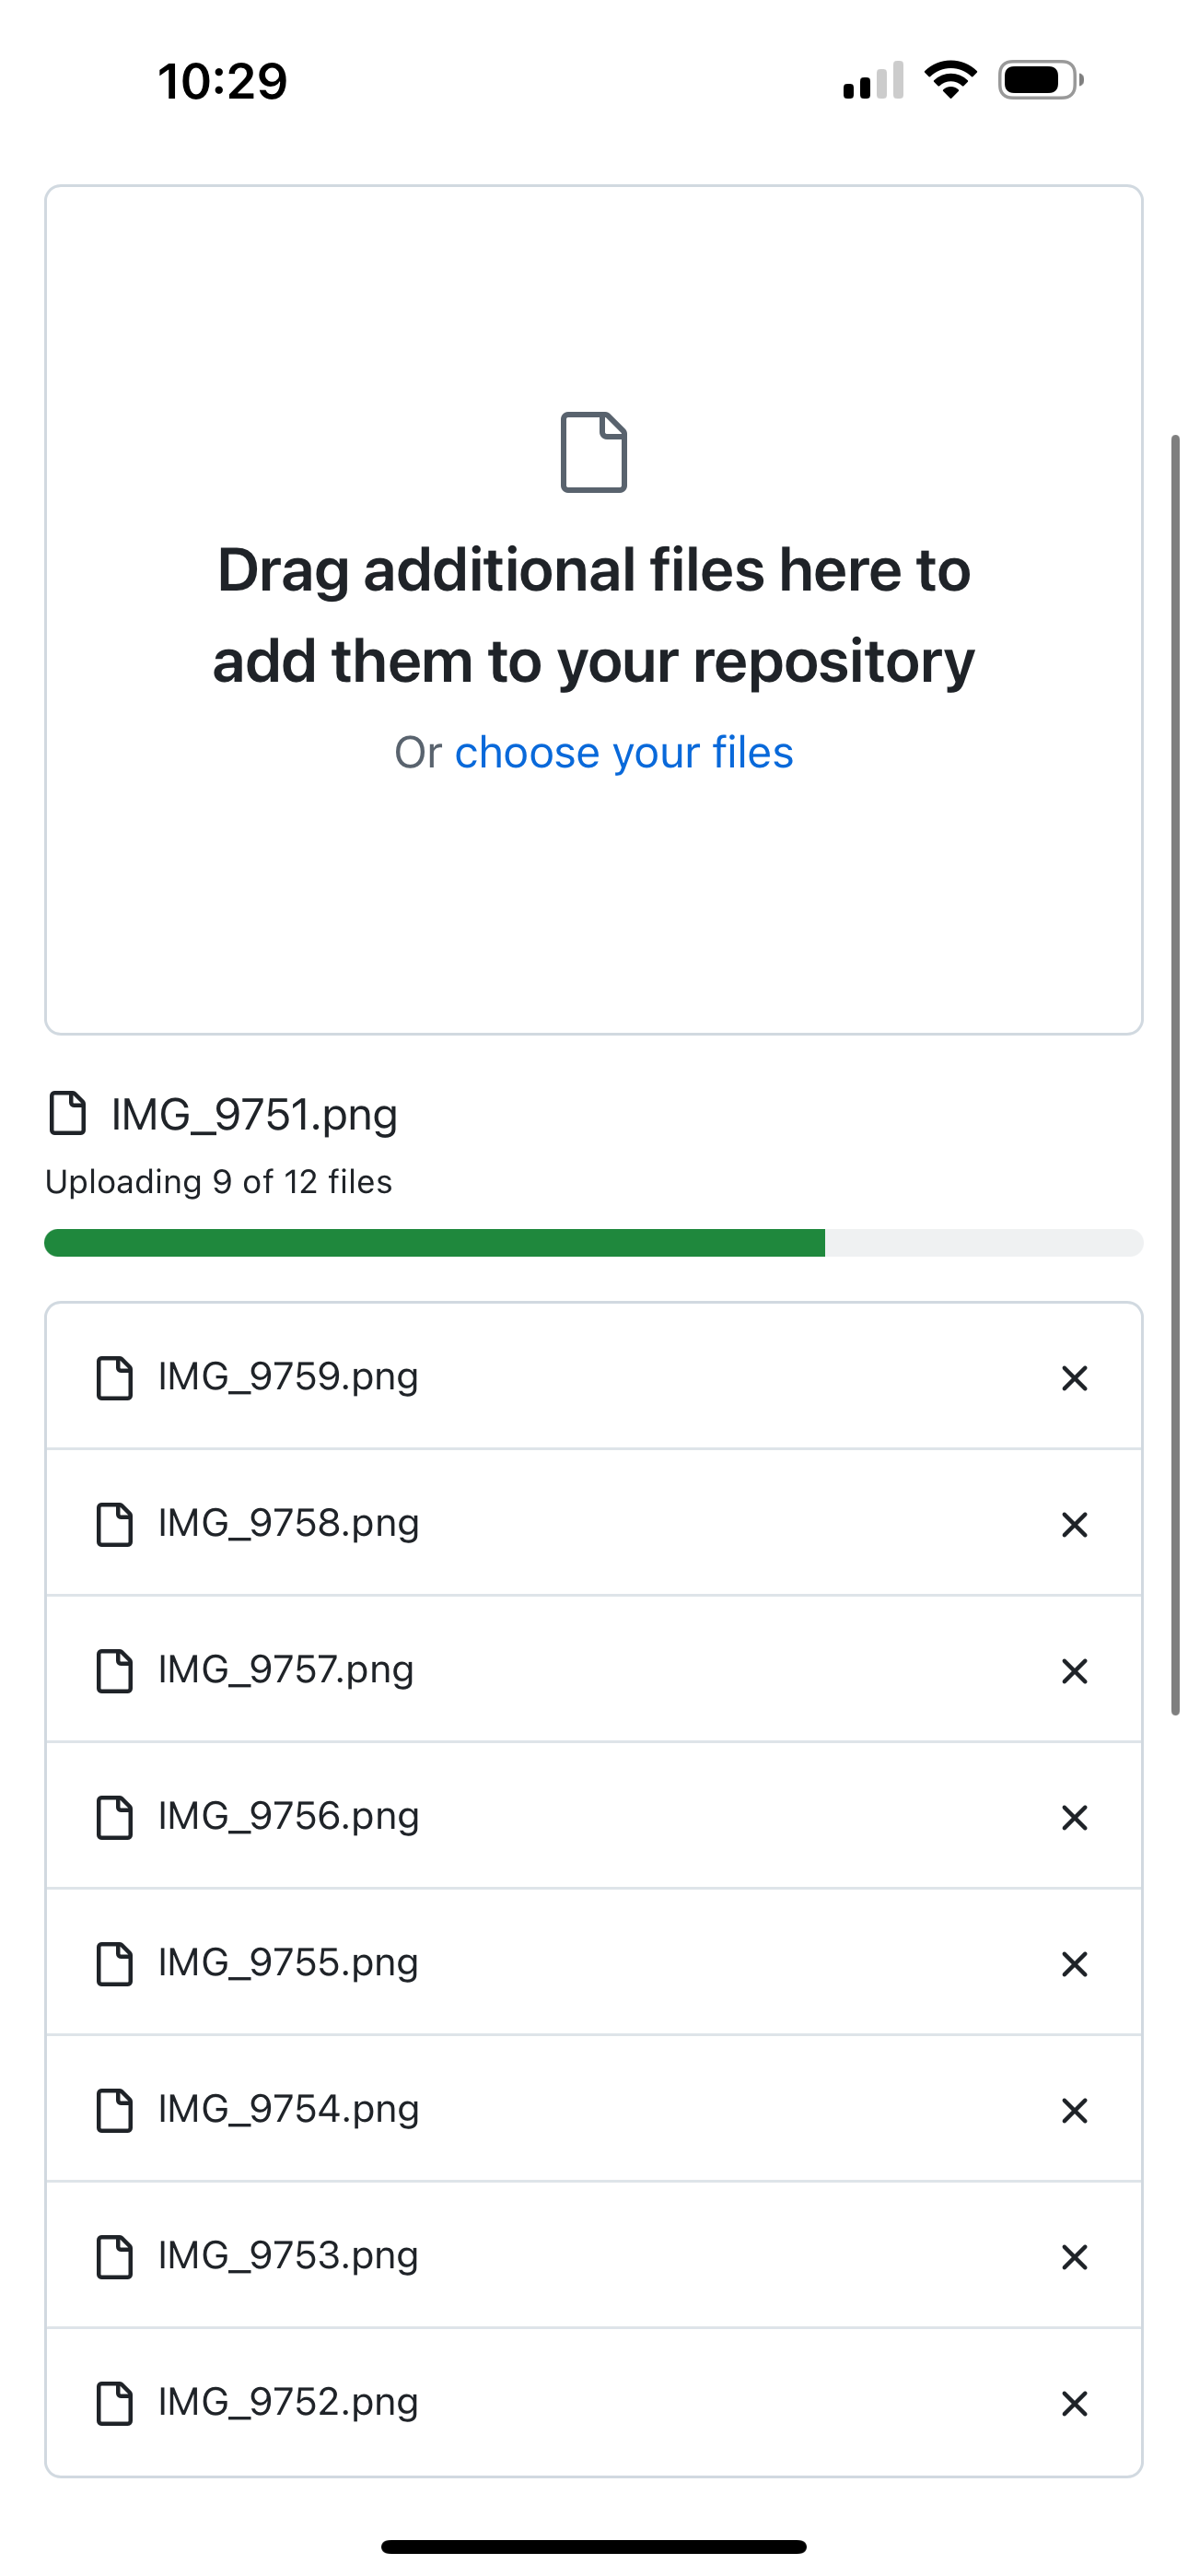 10:29
Drag additional files here to
add them to your repository
Or choose your files
IMG_9751.png
Uploading 9 of 12 files
IMG_9759.png
IMG_9758.png
IMG_9757.png
IMG_9756.png
IMG_9755.png
IMG_9754.png
IMG_9753.png
IMG_9752.png